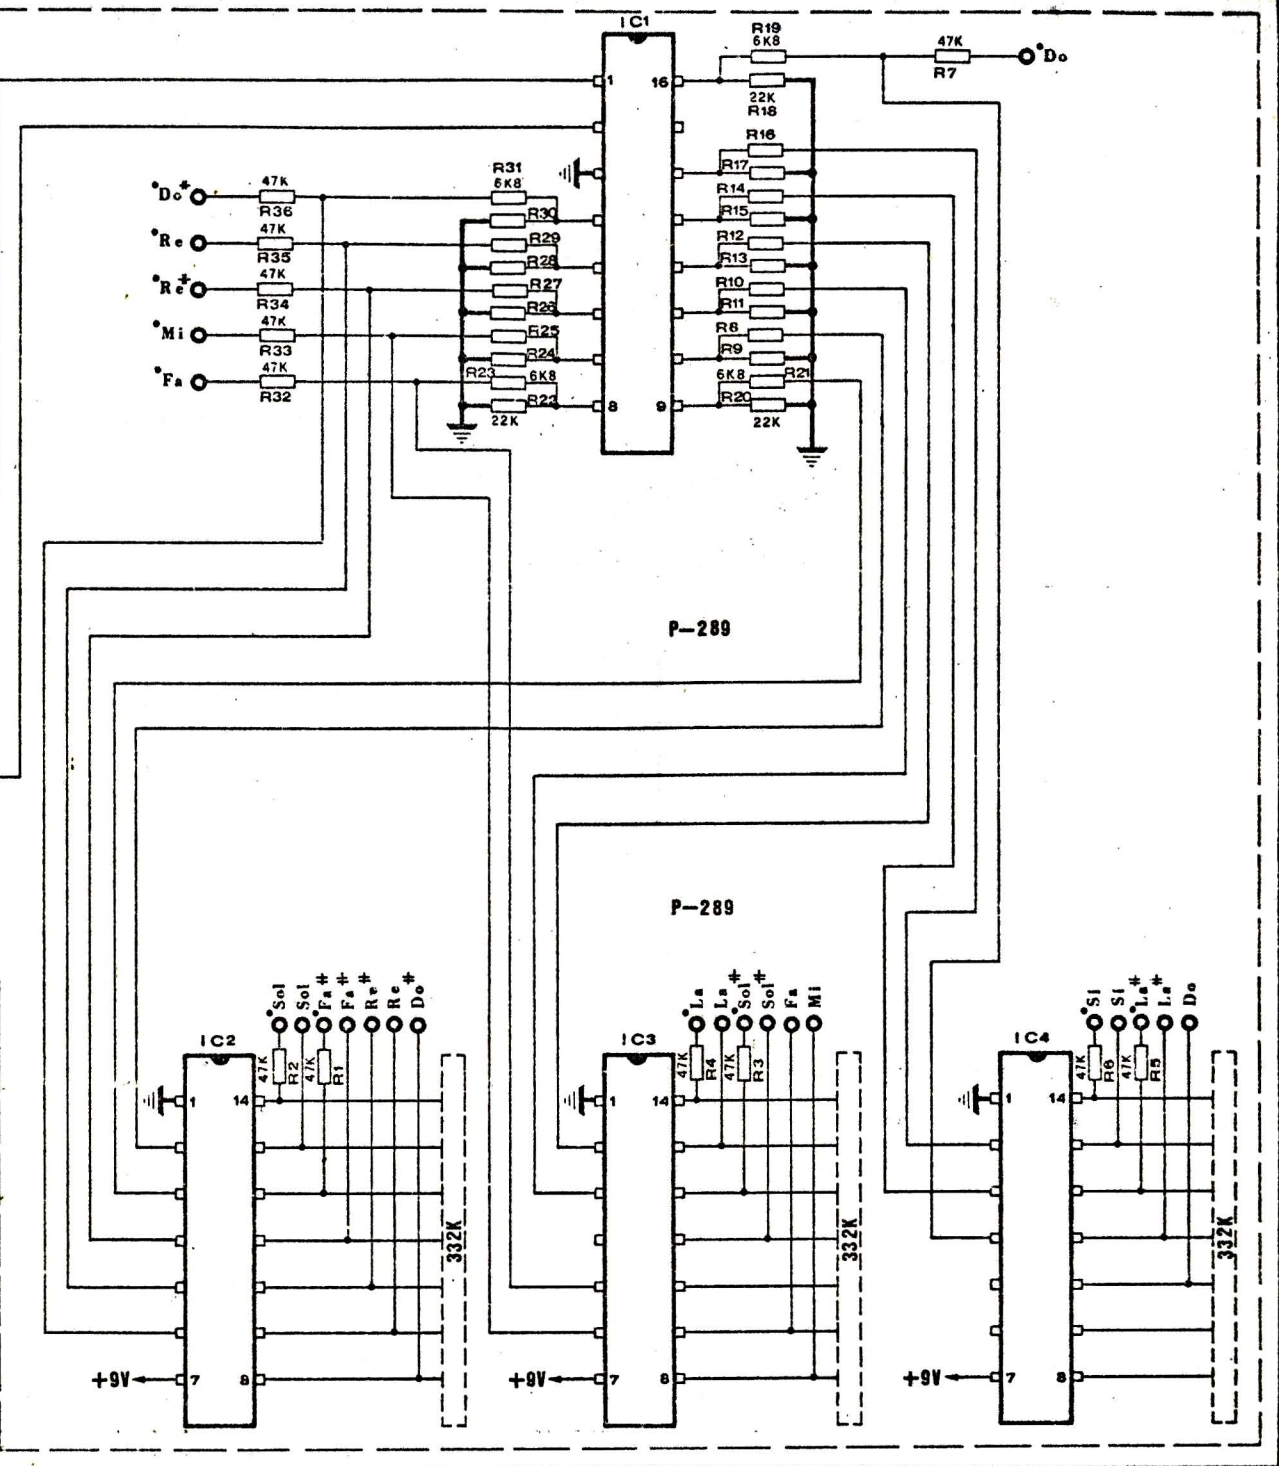 IC1
R19
6K8
47K
R7
•Do
1
16
22K
R18
R16
R17
R14
R15
R12
R13
R10
R11
R8
R9
6K8
R21
R20
22K
8
9
R31
6K8
R30
R29
R28
R27
R26
R25
R24
R23
6K8
R22
22K
•Do#
47K
R36
•Re
47K
R35
•Re#
47K
R34
•Mi
47K
R33
•Fa
47K
R32
P-289
P-289
IC2
•Sol
Sol
•Fa#
Fa#
Re#
Re
Do#
47K
R2
47K
R1
1
14
7
8
+9V
332K
IC3
•La
La
•Sol#
Sol#
Fa
Mi
47K
R4
47K
R3
1
14
7
8
+9V
332K
IC4
•Si
Si
•La#
La#
Do
47K
R6
47K
R5
1
14
7
8
+9V
332K